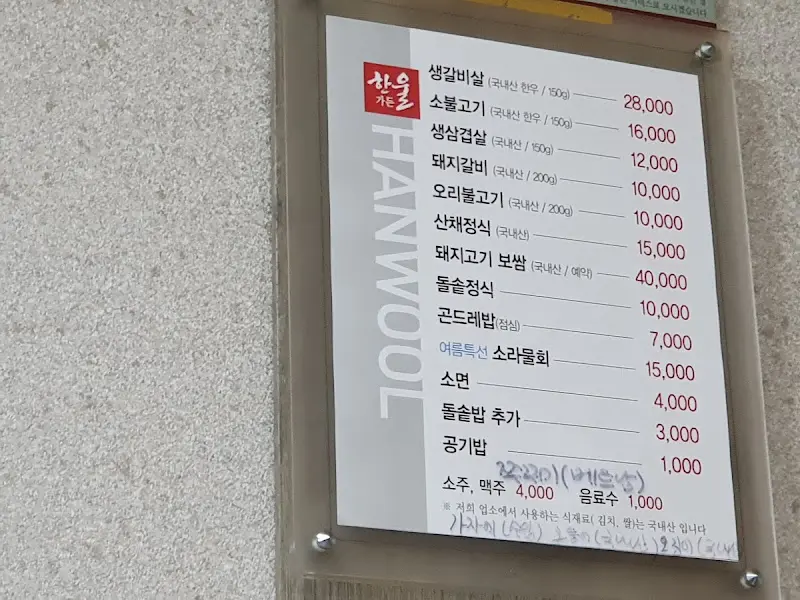 한울
가든
HANWOOL
생갈비살 (국내산 한우 / 150g) 28,000
소불고기 (국내산 한우 / 150g) 16,000
생삼겹살 (국내산 / 150g) 12,000
돼지갈비 (국내산 / 200g) 10,000
오리불고기 (국내산 / 200g) 10,000
산채정식 (국내산) 15,000
돼지고기 보쌈 (국내산 / 예약) 40,000
돌솥정식 10,000
곤드레밥(점심) 7,000
여름특선 소라물회 15,000
소면 4,000
돌솥밥 추가 3,000
공기밥 1,000
쭈꾸미(베트남)
소주, 맥주 4,000 음료수 1,000
※ 저희 업소에서 사용하는 식재료( 김치, 쌀)는 국내산 입니다